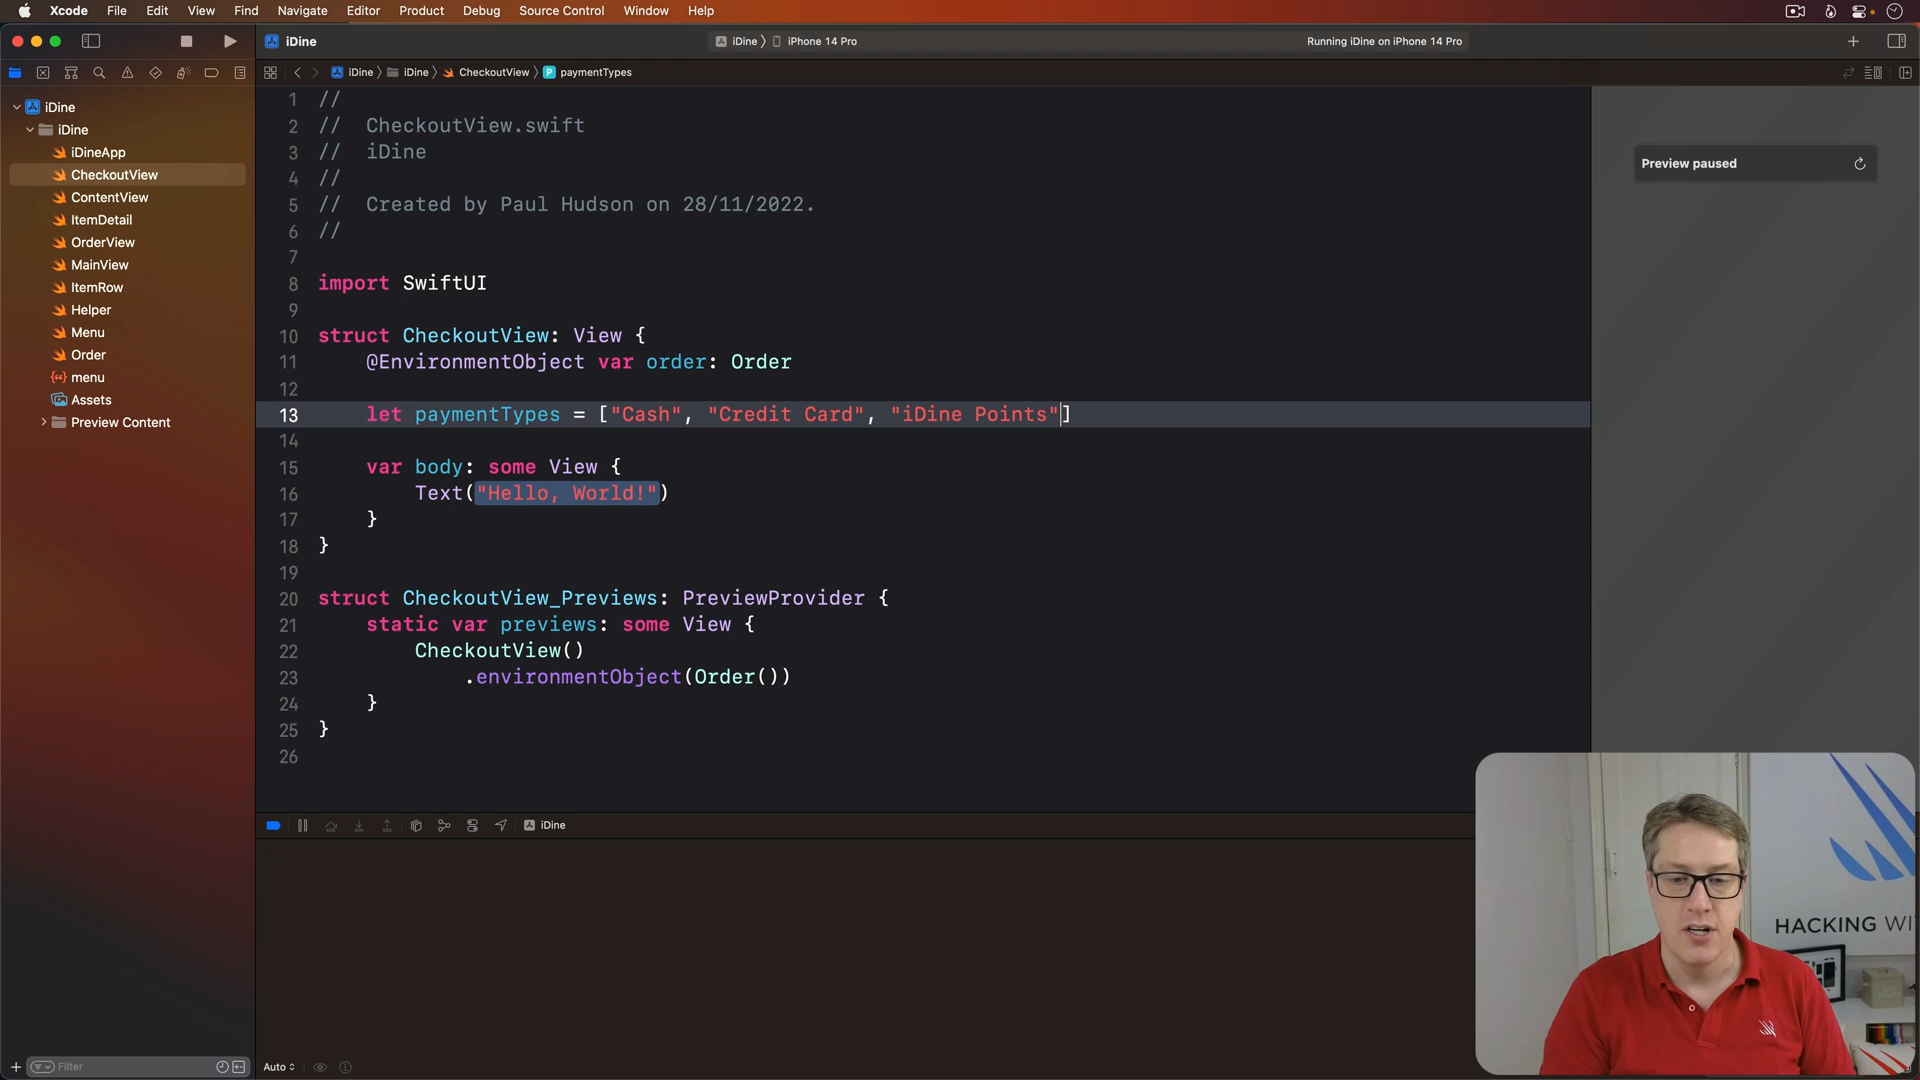 Xcode File Edit View Find Navigate Editor Product Debug Source Control Window Help
iDine
iDine iPhone 14 Pro
Running iDine on iPhone 14 Pro
iDine iDine CheckoutView P paymentTypes
iDine
iDine
iDineApp
CheckoutView
ContentView
ItemDetail
OrderView
MainView
ItemRow
Helper
Menu
Order
menu
Assets
Preview Content
1 //
2 // CheckoutView.swift
3 // iDine
4 //
5 // Created by Paul Hudson on 28/11/2022.
6 //
7
8 import SwiftUI
9
10 struct CheckoutView: View {
11 @EnvironmentObject var order: Order
12
13 let paymentTypes = ["Cash", "Credit Card", "iDine Points"]
14
15 var body: some View {
16 Text("Hello, World!")
17 }
18 }
19
20 struct CheckoutView_Previews: PreviewProvider {
21 static var previews: some View {
22 CheckoutView()
23 .environmentObject(Order())
24 }
25 }
26
Preview paused
iDine
HACKING WI
Filter
Auto